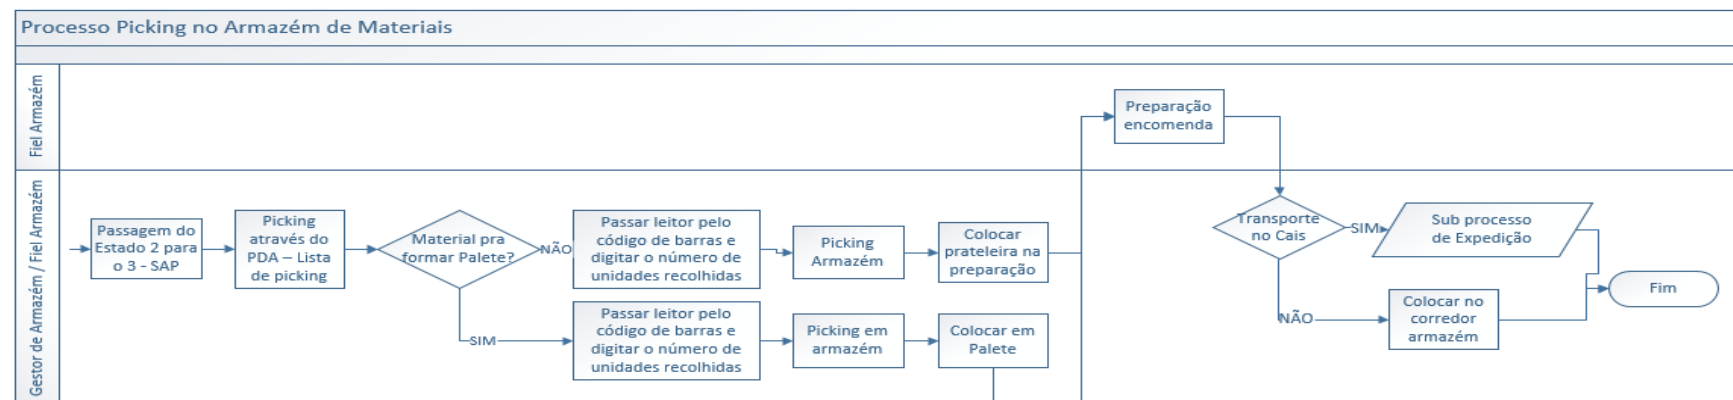 Processo Picking no Armazém de Materiais
Fiel Armazém
Preparação
encomenda
Gestor de Armazém / Fiel Armazém
Passagem do
Estado 2 para
o 3 - SAP
Picking
através do
PDA – Lista
de picking
Material pra
formar Palete?
NÃO
Passar leitor pelo
código de barras e
digitar o número de
unidades recolhidas
Picking
Armazém
Colocar
prateleira na
preparação
SIM
Passar leitor pelo
código de barras e
digitar o número de
unidades recolhidas
Picking em
armazém
Colocar em
Palete
Transporte
no Cais
SIM
Sub processo
de Expedição
NÃO
Colocar no
corredor
armazém
Fim